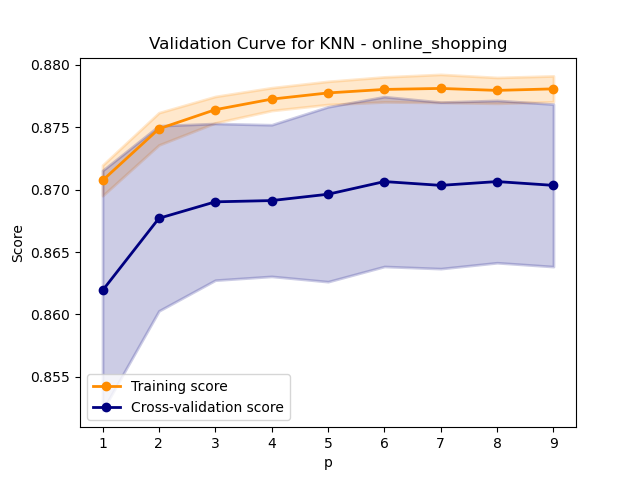 Validation Curve for KNN - online_shopping
0.880
0.875
0.870
0.865
0.860
0.855
Score
Training score
Cross-validation score
1 2 3 4 5 6 7 8 9
p